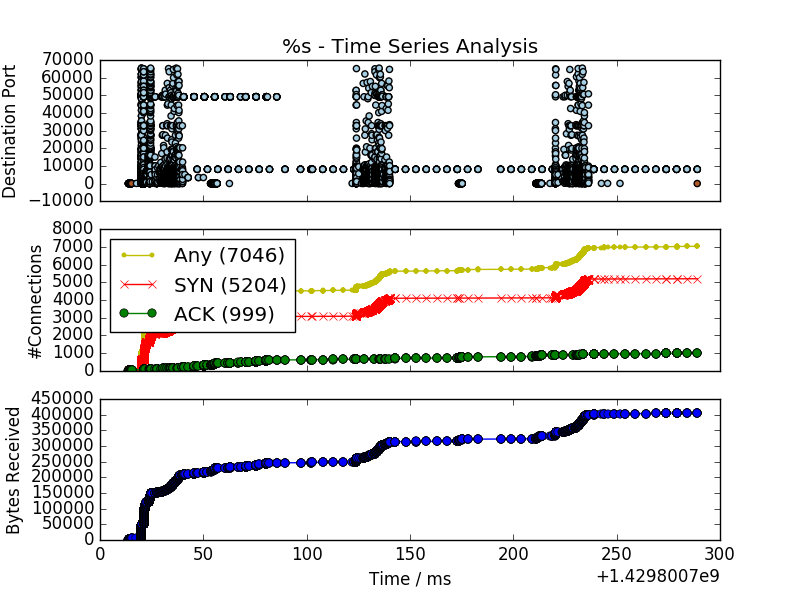 %s - Time Series Analysis
70000
60000
50000
40000
30000
20000
10000
0
−10000
Destination Port
8000
7000
6000
5000
4000
3000
2000
1000
0
#Connections
Any (7046)
SYN (5204)
ACK (999)
450000
400000
350000
300000
250000
200000
150000
100000
50000
0
Bytes Received
0 50 100 150 200 250 300
Time / ms
+1.4298007e9